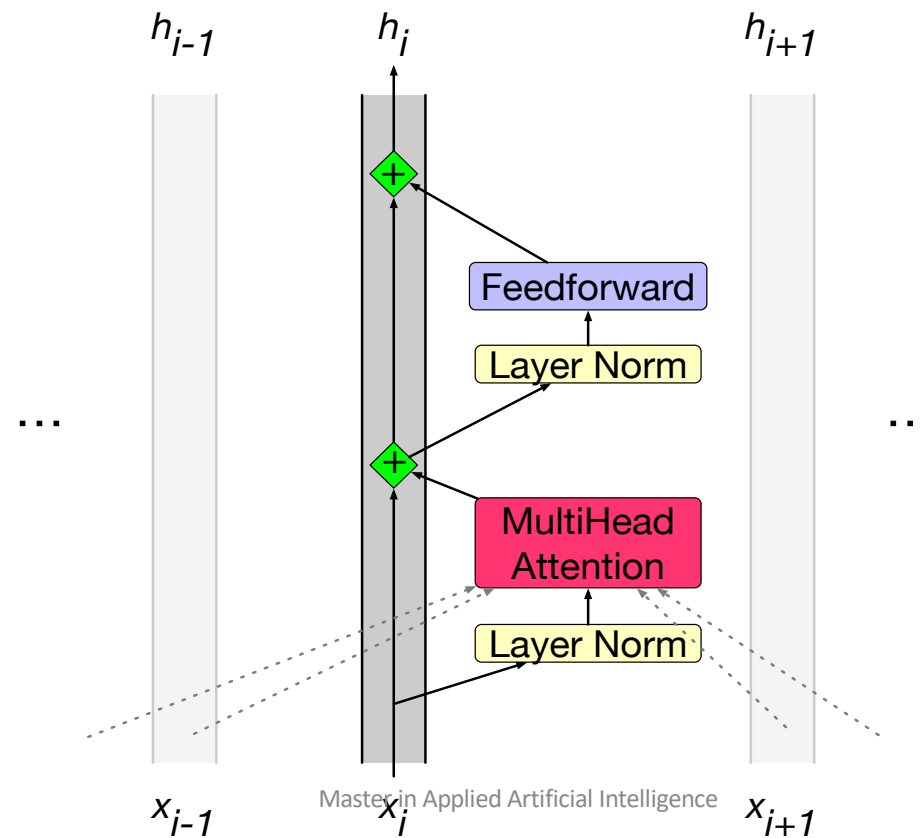 h_{i-1} h_i h_{i+1}
+
Feedforward
Layer Norm
... ..
+
MultiHead
Attention
Layer Norm
Master in Applied Artificial Intelligence
x_{i-1} x_i x_{i+1}